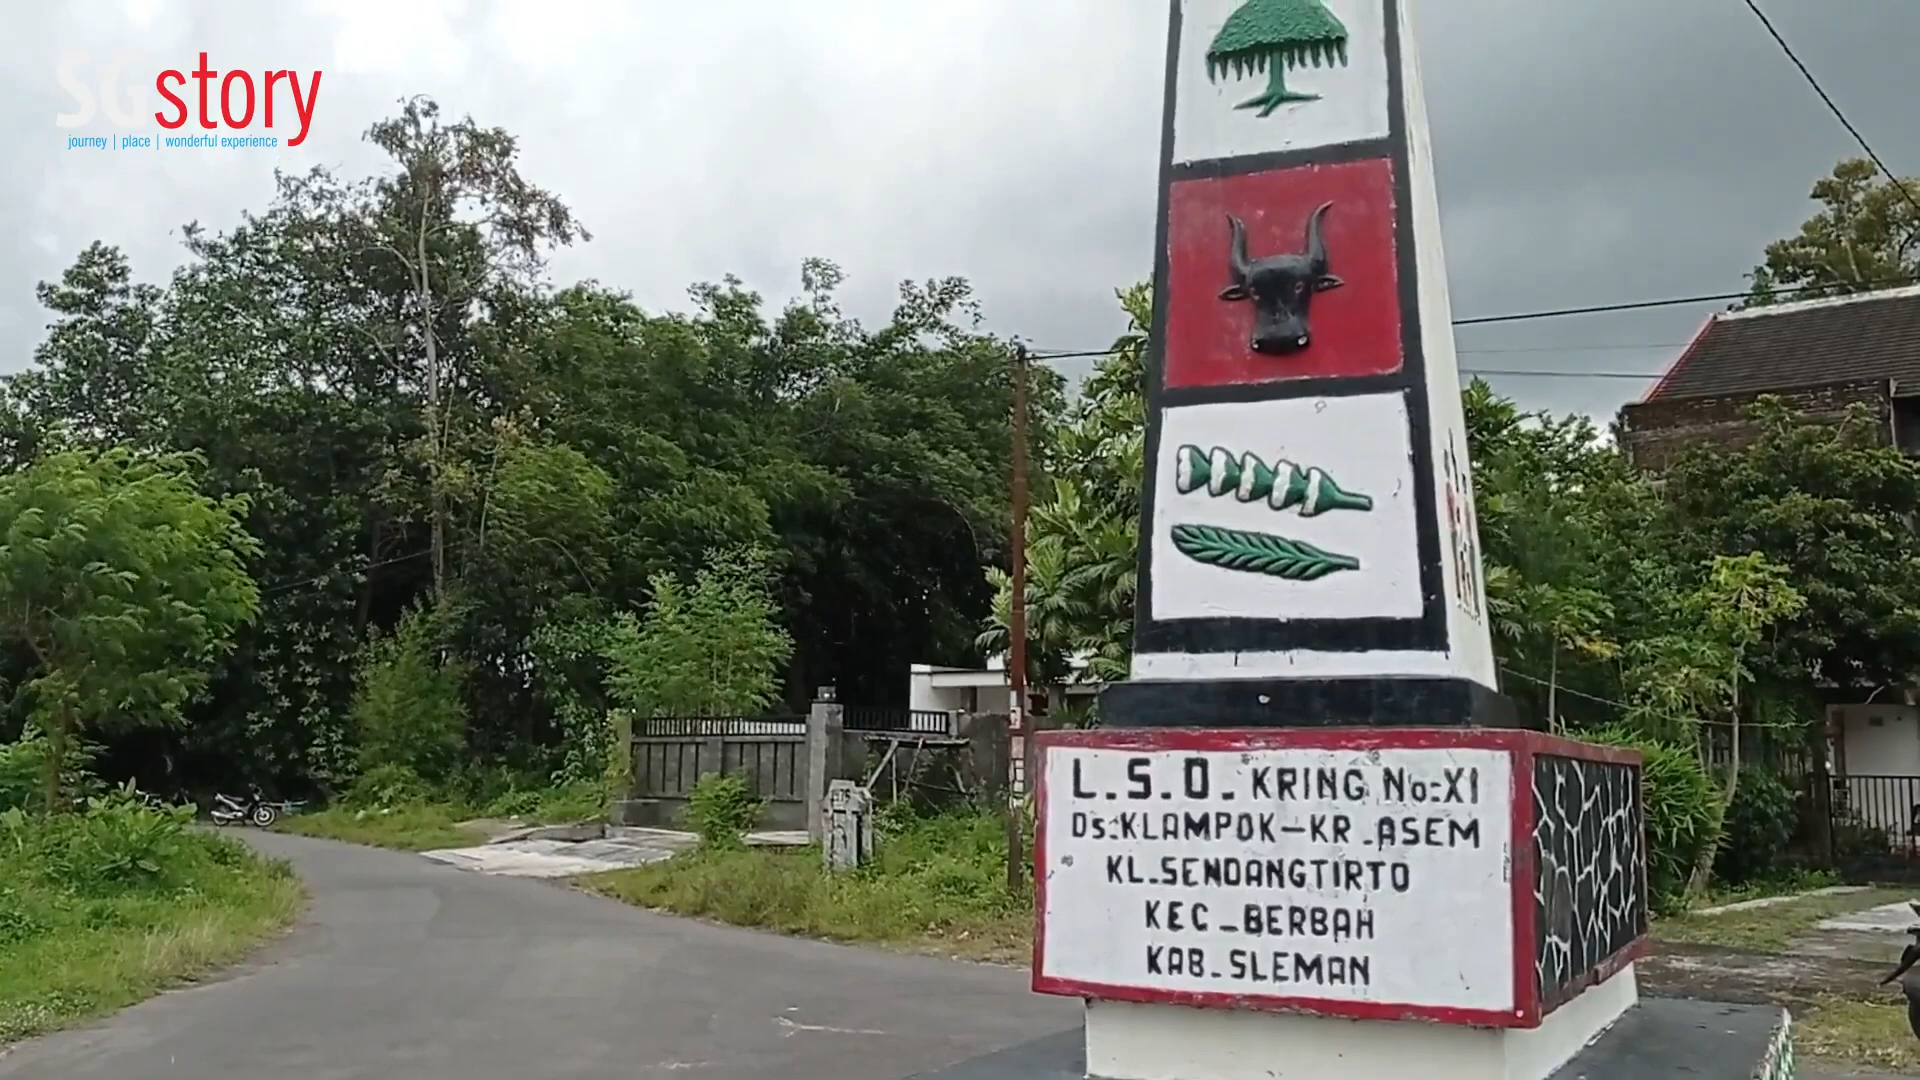 SGstory
journey | place | wonderful experience
L.S.D. KRING No:XI
Ds:KLAMPOK-KR.ASEM
KL.SENDANGTIRTO
KEC.BERBAH
KAB.SLEMAN